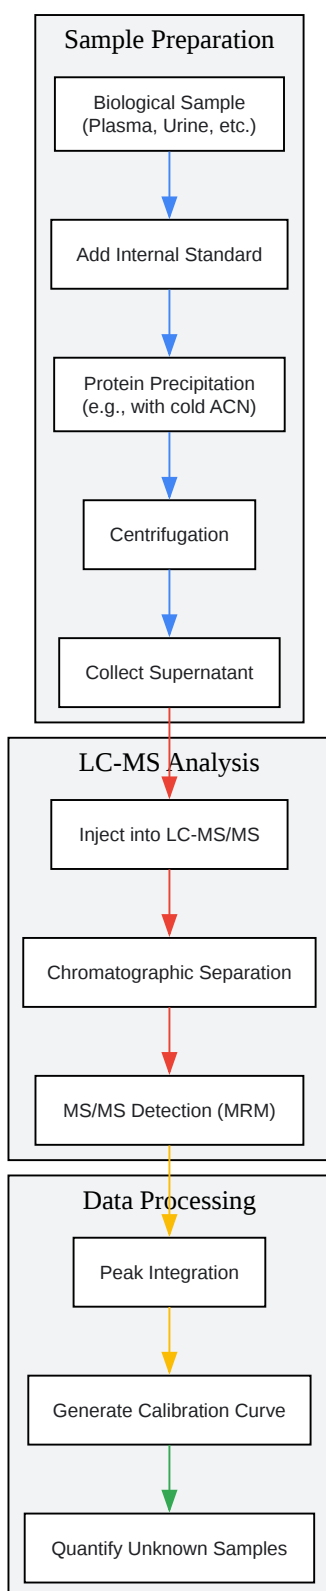 Sample Preparation
Biological Sample
(Plasma, Urine, etc.)
Add Internal Standard
Protein Precipitation
(e.g., with cold ACN)
Centrifugation
Collect Supernatant
LC-MS Analysis
Inject into LC-MS/MS
Chromatographic Separation
MS/MS Detection (MRM)
Data Processing
Peak Integration
Generate Calibration Curve
Quantify Unknown Samples